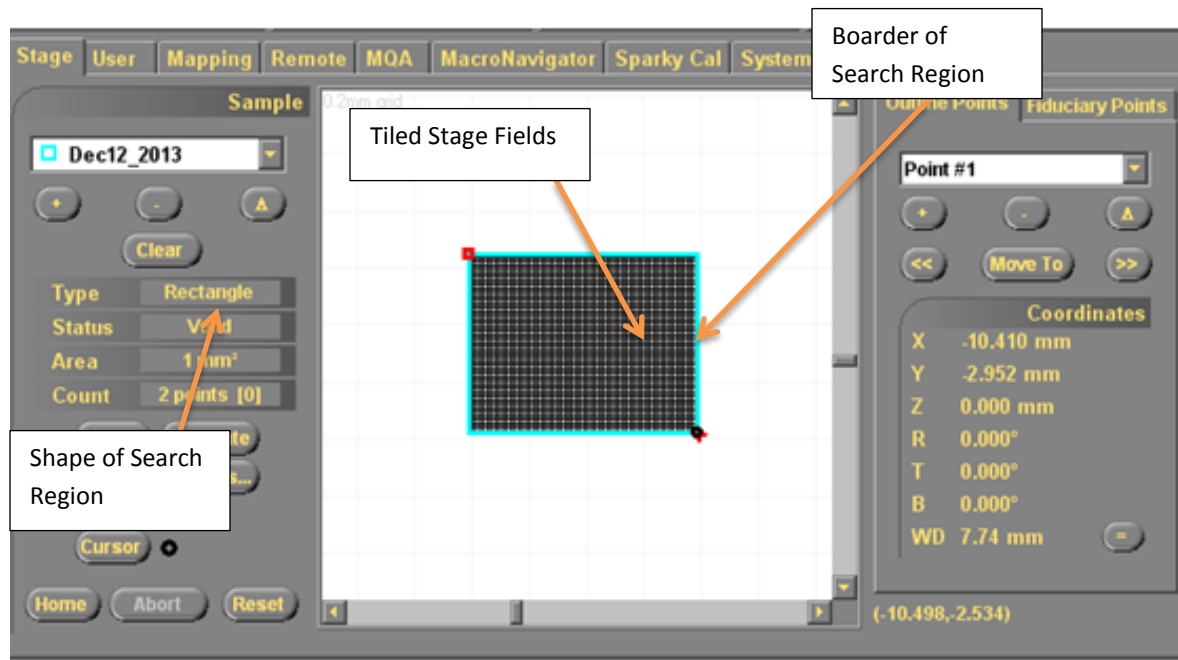 Stage User Mapping Remote MQA MacroNavigator Sparky Cal System
Boarder of
Search Region
Sample
0.2mm grid
Dec12_2013
+ - A
Clear
Type Rectangle
Status
Area 1 mm²
Count 2 points [0]
Shape of Search
Region
Cursor
Home Abort Reset
Tiled Stage Fields
Outline Points Fiduciary Points
Point #1
+ - A
<< Move To >>
Coordinates
X -10.410 mm
Y -2.952 mm
Z 0.000 mm
R 0.000°
T 0.000°
B 0.000°
WD 7.74 mm =
(-10.498,-2.534)